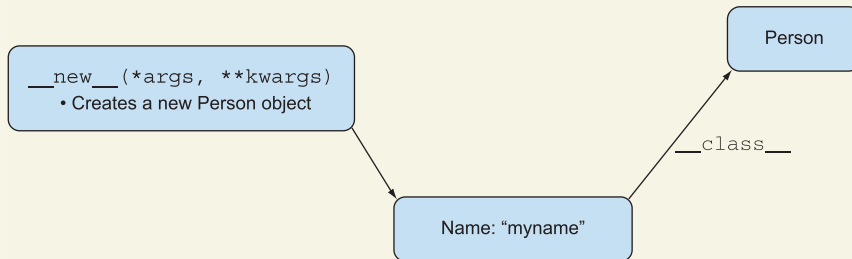 Person
__new__(*args, **kwargs)
• Creates a new Person object
__class__
Name: “myname”